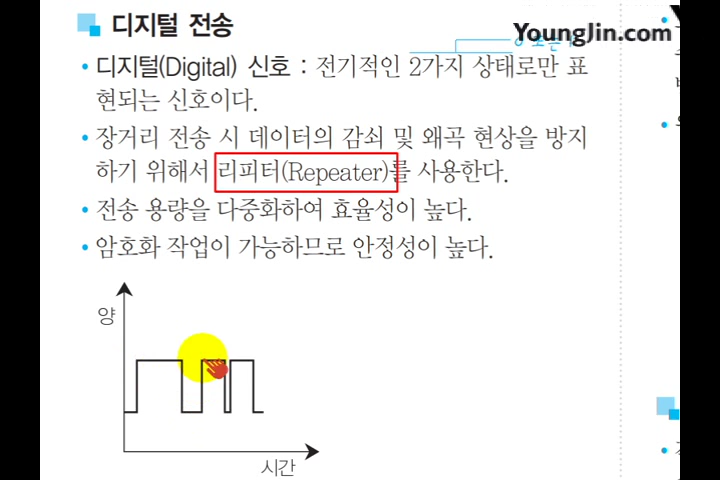 디지털 전송
YoungJin.com
• 디지털(Digital) 신호 : 전기적인 2가지 상태로만 표
현되는 신호이다.
• 장거리 전송 시 데이터의 감쇠 및 왜곡 현상을 방지
하기 위해서 리피터(Repeater)를 사용한다.
• 전송 용량을 다중화하여 효율성이 높다.
• 암호화 작업이 가능하므로 안정성이 높다.
양
시간